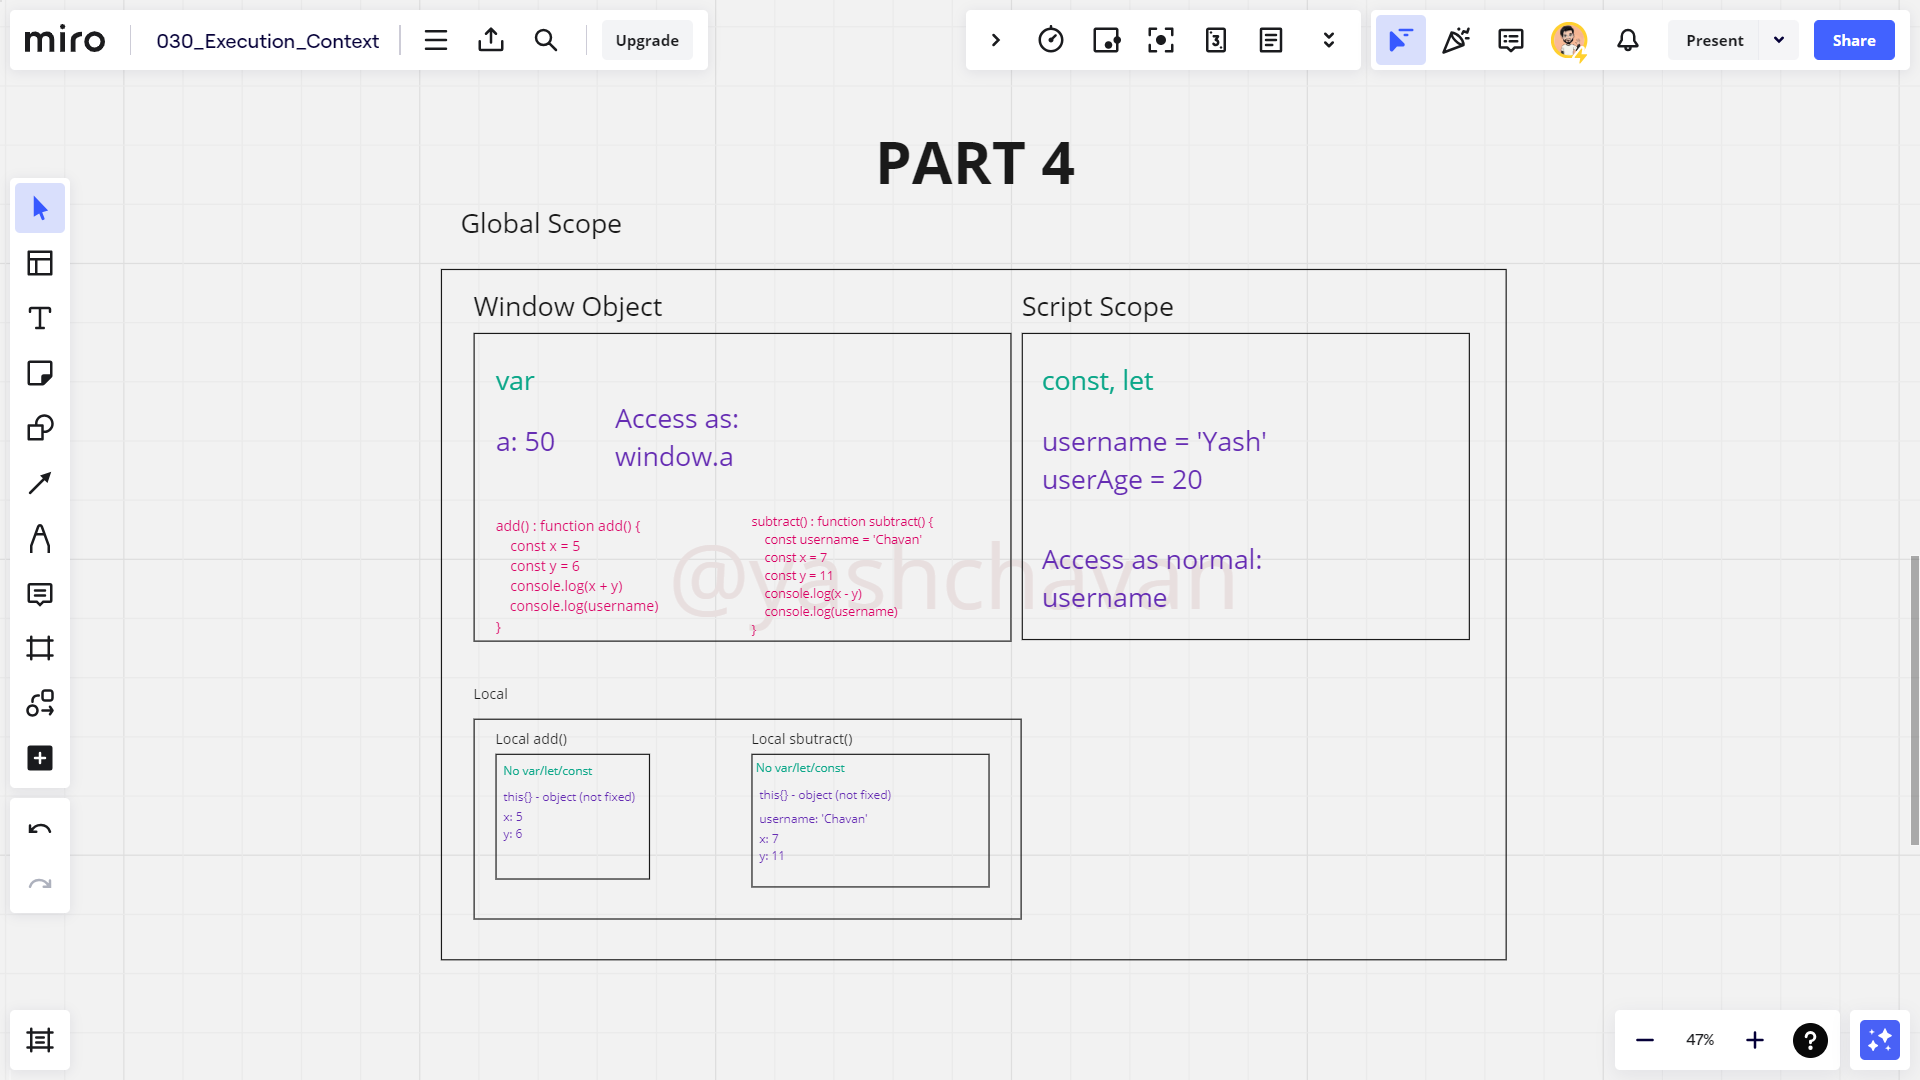 miro
030_Execution_Context
Upgrade
3
Present
Share
PART 4
Global Scope
Window Object
Script Scope
var
a: 50
Access as:
window.a
const, let
username = 'Yash'
userAge = 20
Access as normal:
username
add() : function add() {
const x = 5
const y = 6
console.log(x + y)
console.log(username)
}
subtract() : function subtract() {
const username = 'Chavan'
const x = 7
const y = 11
console.log(x - y)
console.log(username)
}
@yashchavan
Local
Local add()
No var/let/const
this{} - object (not fixed)
x: 5
y: 6
Local sbutract()
No var/let/const
this{} - object (not fixed)
username: 'Chavan'
x: 7
y: 11
47%
?